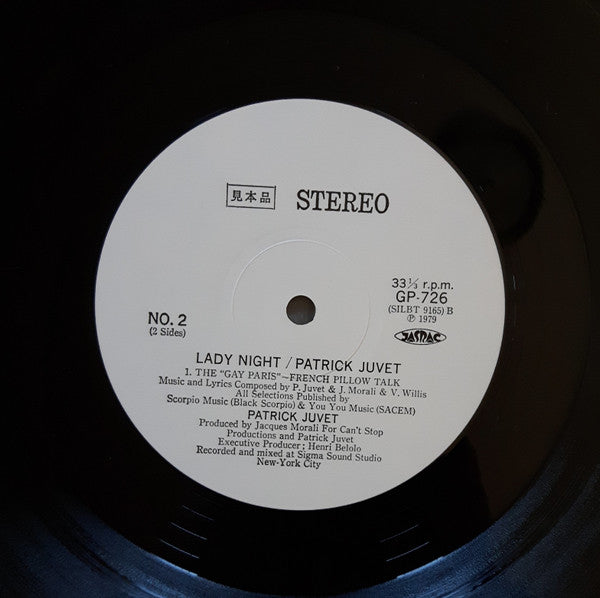 見本品 STEREO
33⅓ r.p.m.
GP-726
(SILBT 9165) B
Ⓟ 1979
JASRAC
NO. 2
(2 Sides)
LADY NIGHT / PATRICK JUVET
1. THE "GAY PARIS"~FRENCH PILLOW TALK
Music and Lyrics Composed by P. Juvet & J. Morali & V. Willis
All Selections Published by
Scorpio Music (Black Scorpio) & You You Music (SACEM)
PATRICK JUVET
Produced by Jacques Morali For Can't Stop
Productions and Patrick Juvet
Executive Producer; Henri Belolo
Recorded and mixed at Sigma Sound Studio
New-York City